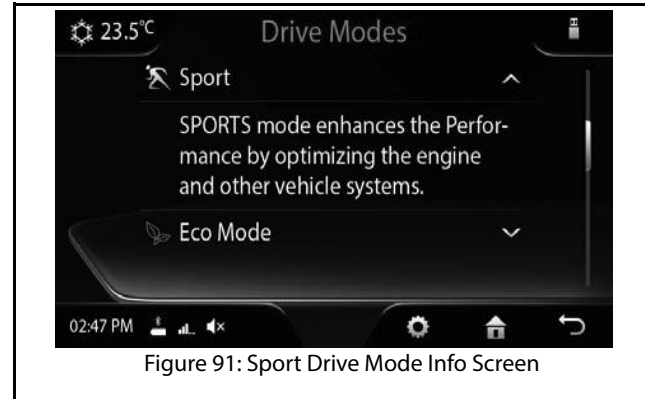 23.5°C
Drive Modes
Sport
SPORTS mode enhances the Perfor-
mance by optimizing the engine
and other vehicle systems.
Eco Mode
02:47 PM
Figure 91: Sport Drive Mode Info Screen